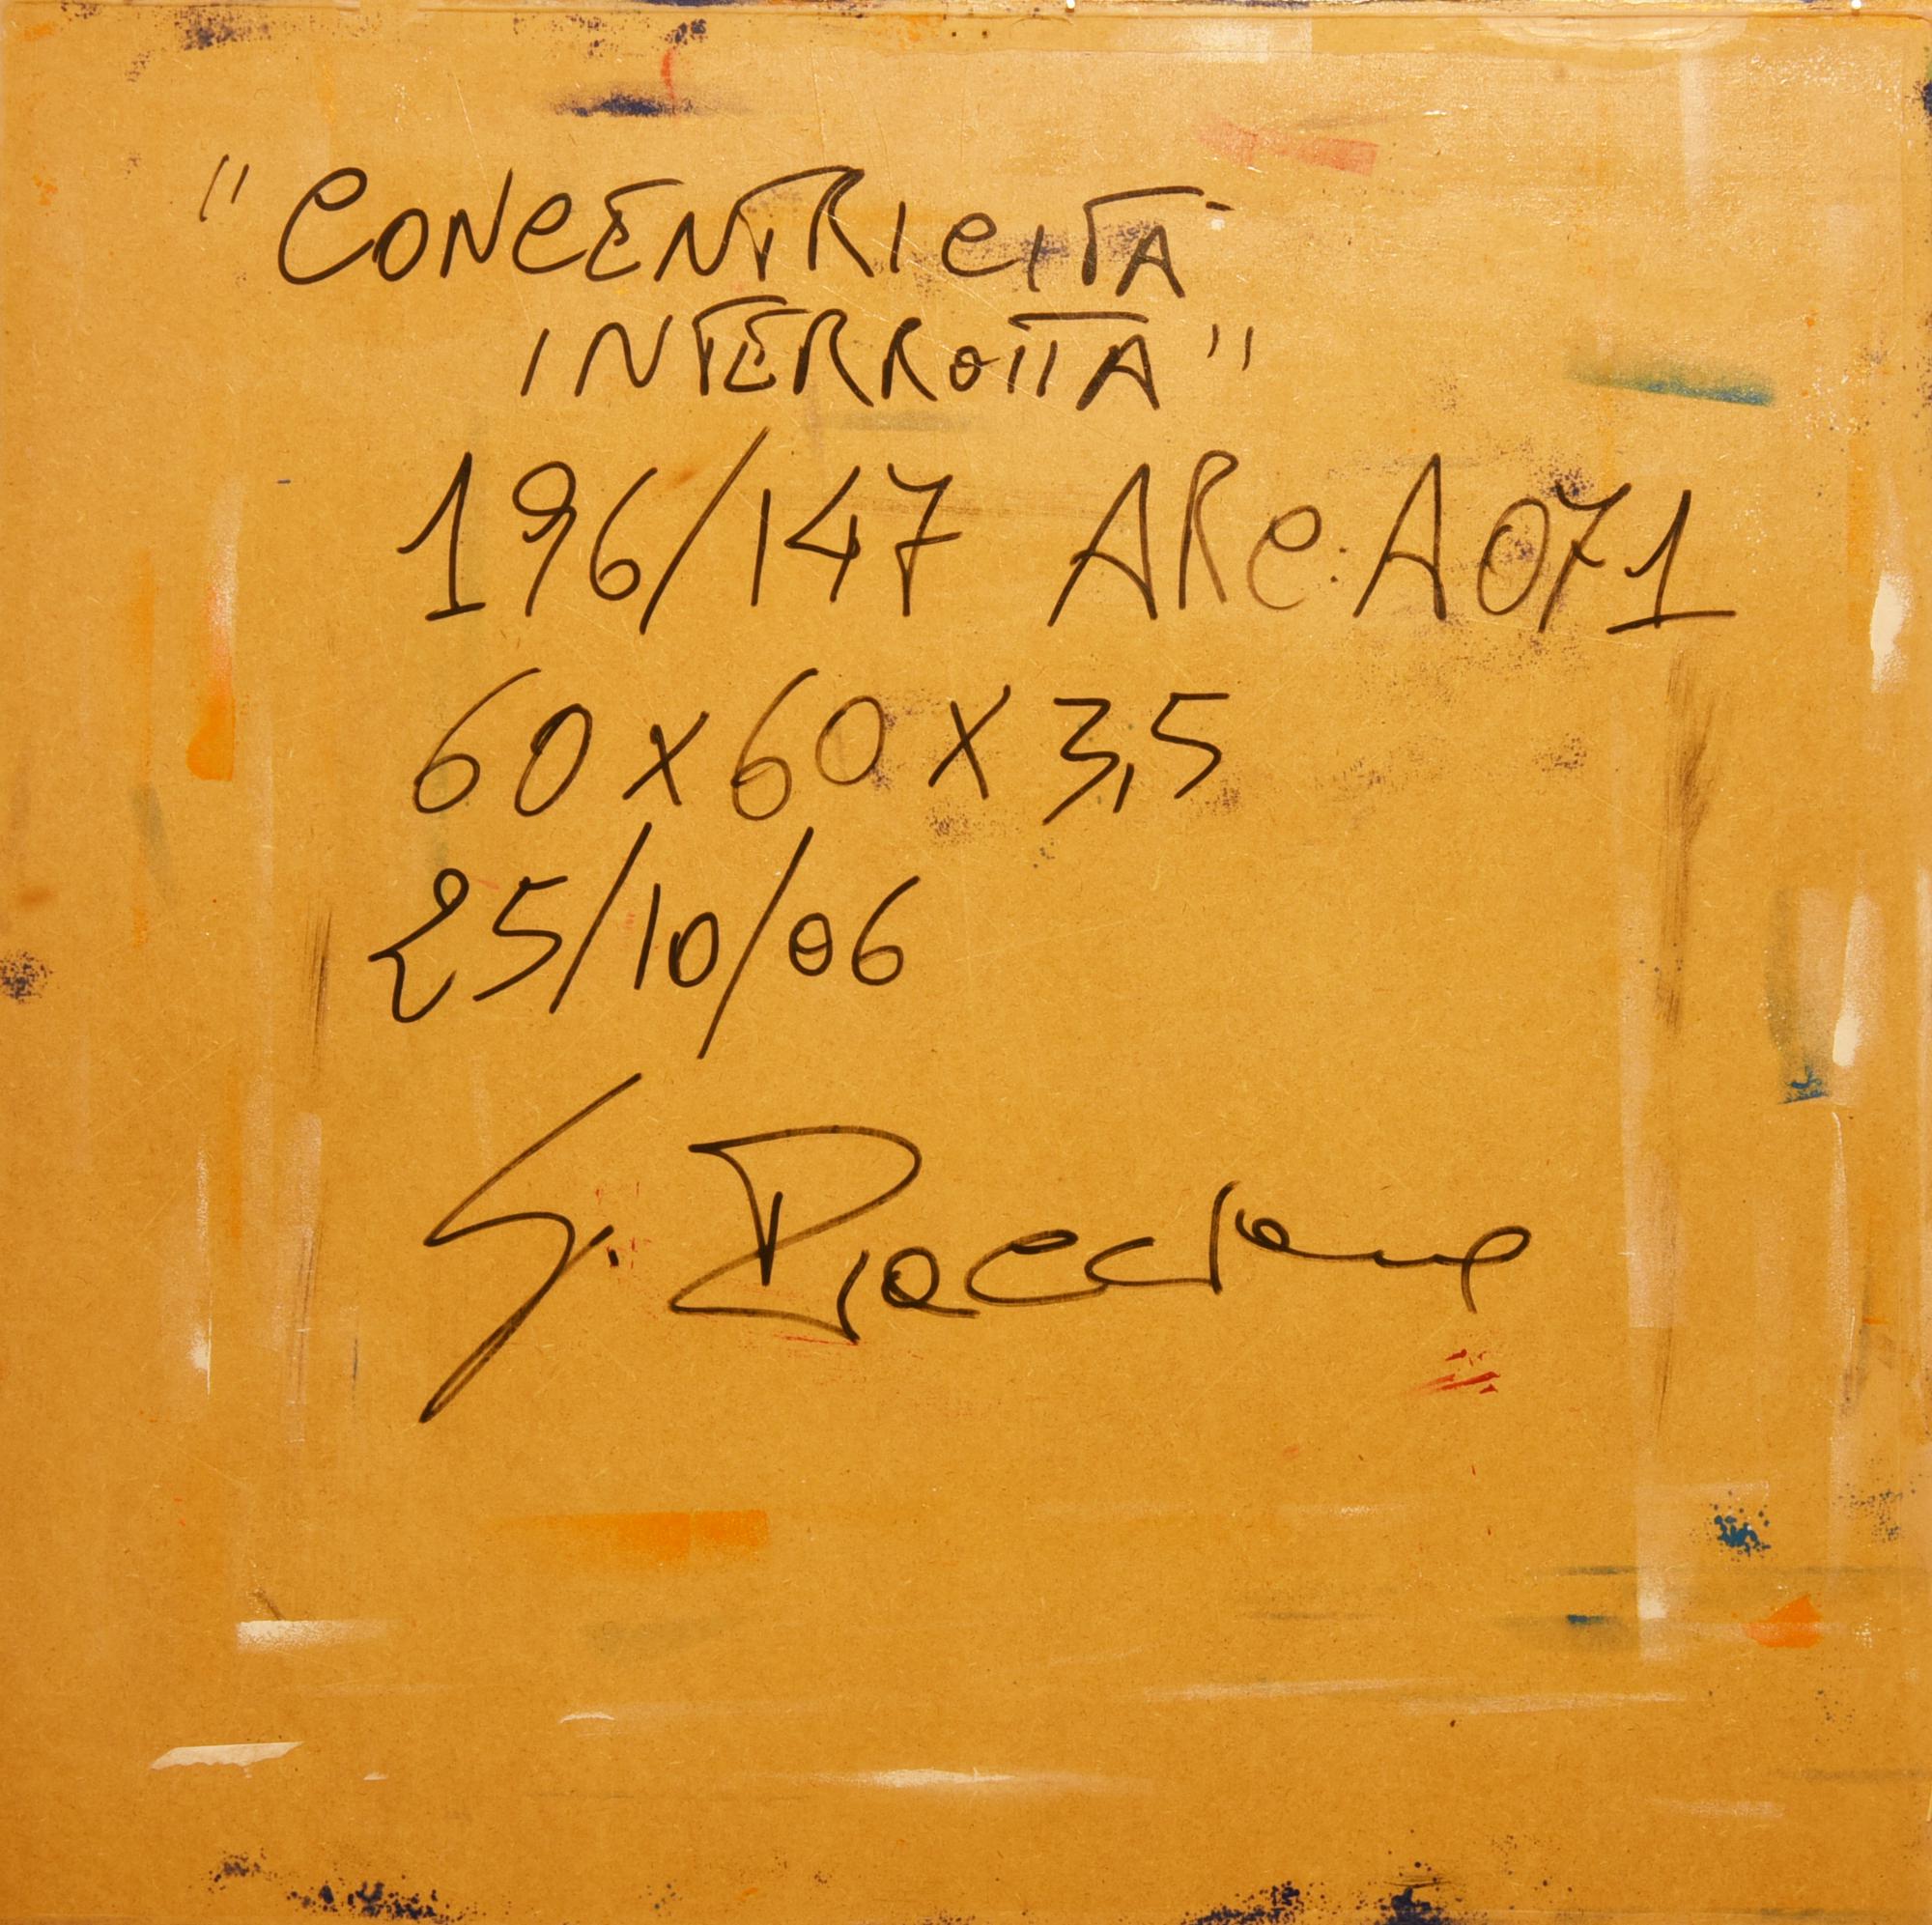 "CONCENTRICITÀ
INTERROTTA"
196/147 ARC:A071
60x60x3,5
25/10/06
G.